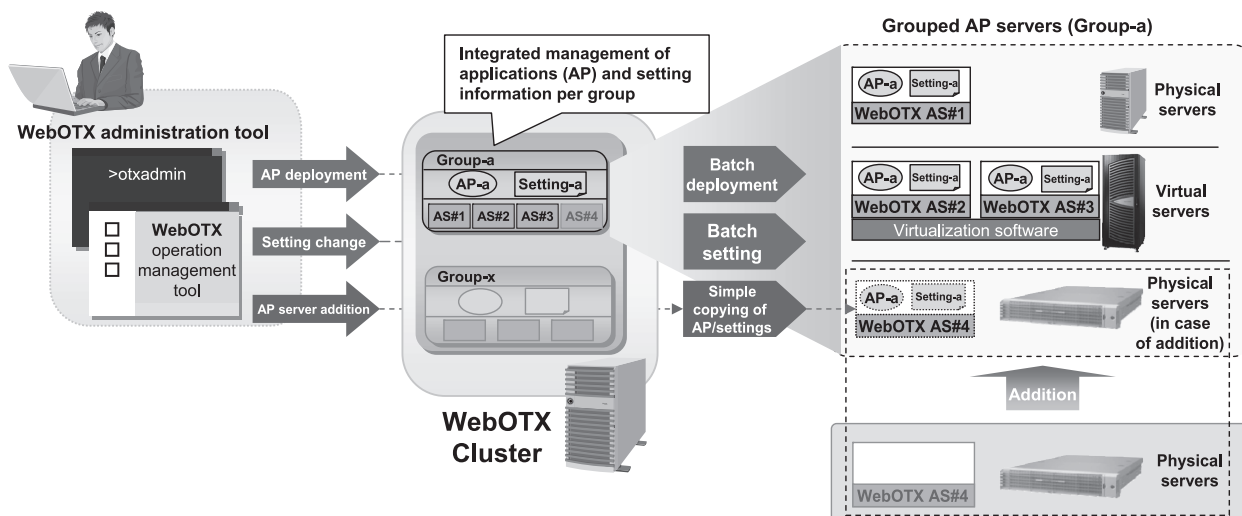 Grouped AP servers (Group-a)
Integrated management of
applications (AP) and setting
information per group
WebOTX administration tool
>otxadmin
WebOTX
operation
management
tool
AP deployment
Setting change
AP server addition
Group-a
AP-a
Setting-a
AS#1
AS#2
AS#3
AS#4
Group-x
WebOTX
Cluster
Batch
deployment
Batch
setting
Simple
copying of
AP/settings
AP-a
Setting-a
WebOTX AS#1
Physical
servers
AP-a
Setting-a
AP-a
Setting-a
WebOTX AS#2
WebOTX AS#3
Virtualization software
Virtual
servers
AP-a
Setting-a
WebOTX AS#4
Physical
servers
(in case
of addition)
Addition
WebOTX AS#4
Physical
servers